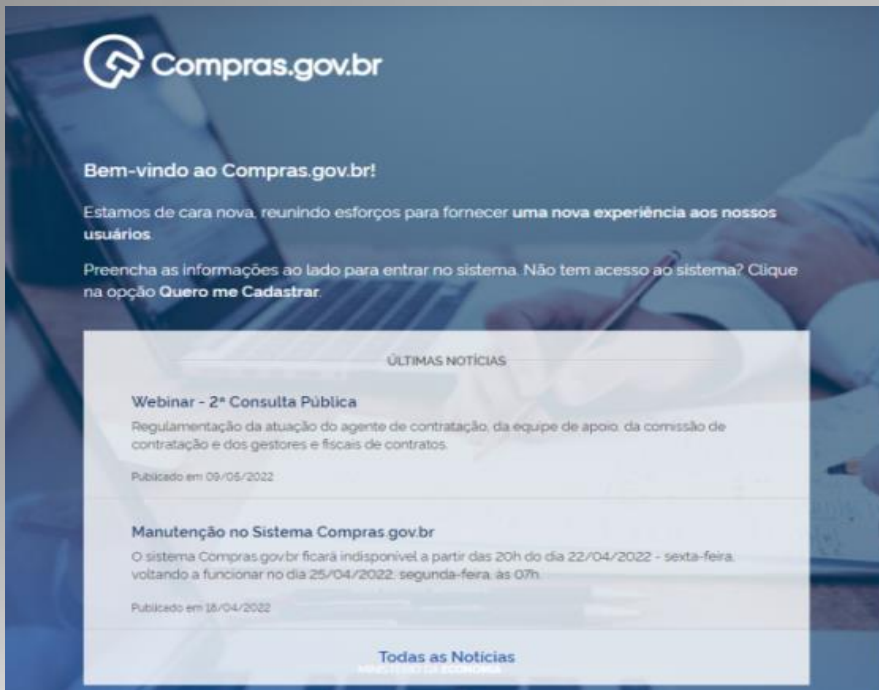 Compras.gov.br
Bem-vindo ao Compras.gov.br!
Estamos de cara nova, reunindo esforços para fornecer uma nova experiência aos nossos
usuários.
Preencha as informações ao lado para entrar no sistema. Não tem acesso ao sistema? Clique
na opção Quero me Cadastrar.
ÚLTIMAS NOTÍCIAS
Webinar - 2ª Consulta Pública
Regulamentação da atuação do agente de contratação, da equipe de apoio, da comissão de
contratação e dos gestores e fiscais de contratos.
Publicado em 09/05/2022
Manutenção no Sistema Compras.gov.br
O sistema Compras.gov.br ficará indisponível a partir das 20h do dia 22/04/2022 - sexta-feira,
voltando a funcionar no dia 25/04/2022, segunda-feira, às 07h.
Publicado em 18/04/2022
Todas as Notícias
MINISTÉRIO DA ECONOMIA